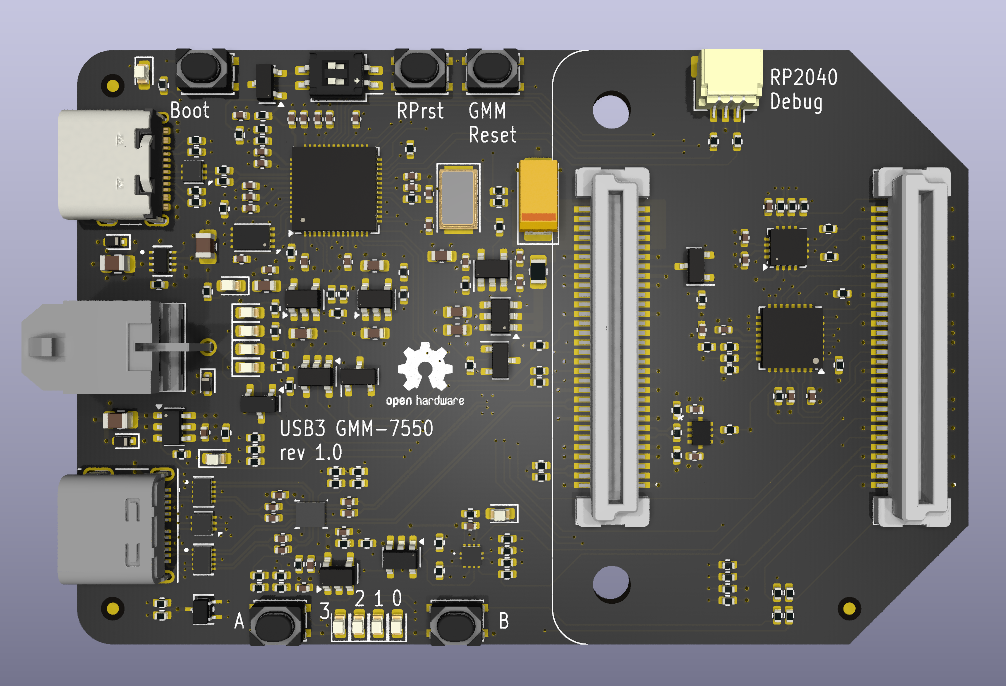 Boot
RPrst
GMM
Reset
RP2040
Debug
open hardware
USB3 GMM-7550
rev 1.0
A
3 2 1 0
B